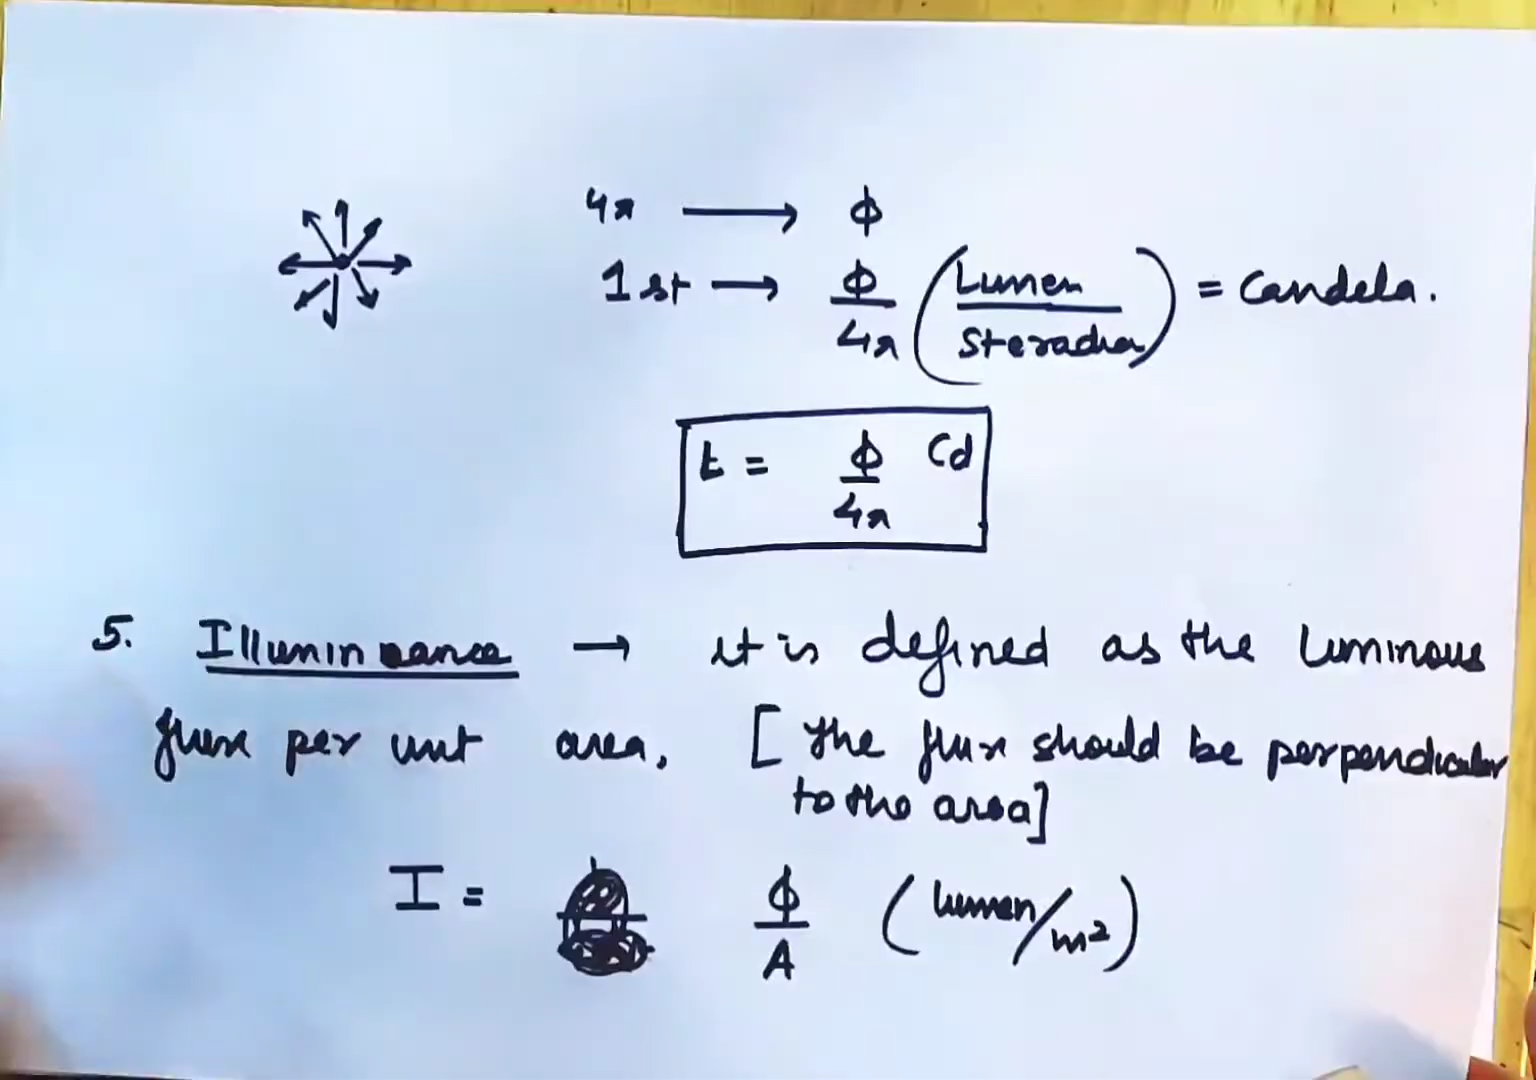 4π → ϕ
1 st → ϕ/4π (Lumen/Steradian) = Candela.
E = ϕ/4π Cd
5. Illuminance → it is defined as the luminous
flux per unit area. [the flux should be perpendicular
to the area]
I = ϕ/A (lumen/m²)